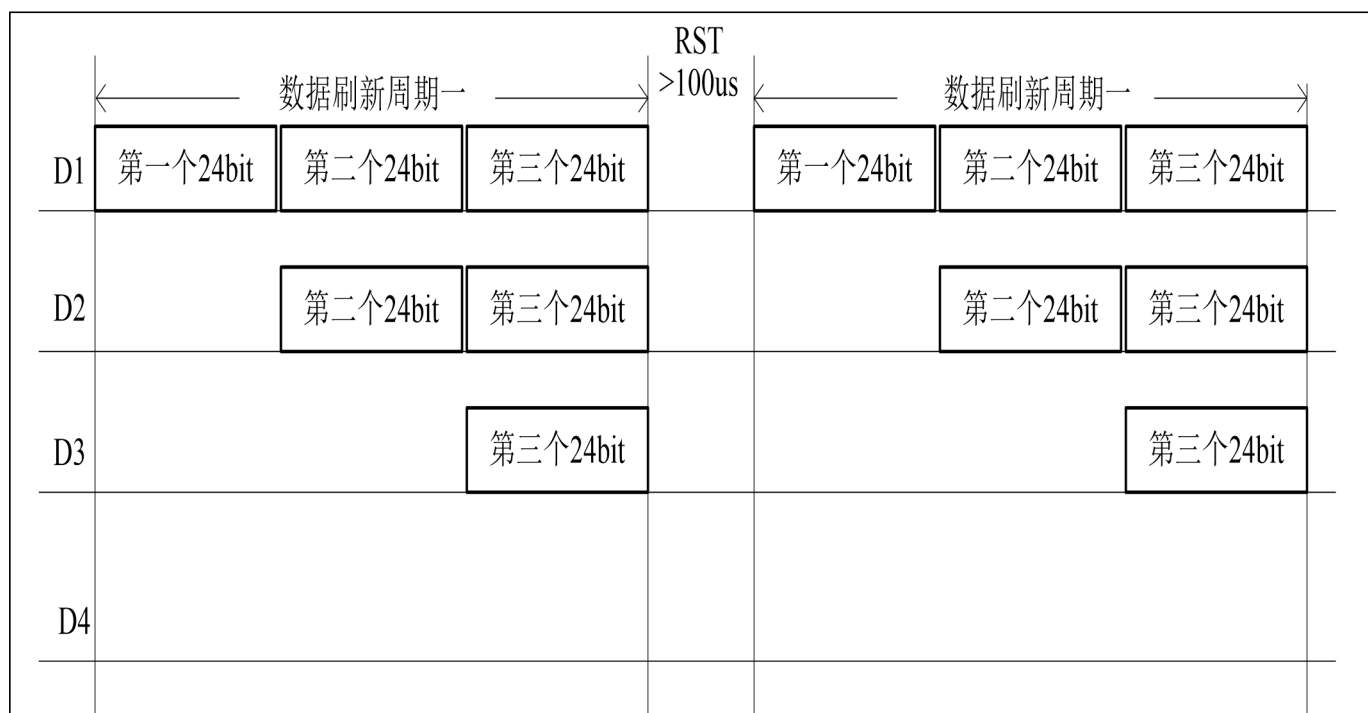 RST
>100us
数据刷新周期一
数据刷新周期一
D1
第一个24bit
第二个24bit
第三个24bit
第一个24bit
第二个24bit
第三个24bit
D2
第二个24bit
第三个24bit
第二个24bit
第三个24bit
D3
第三个24bit
第三个24bit
D4